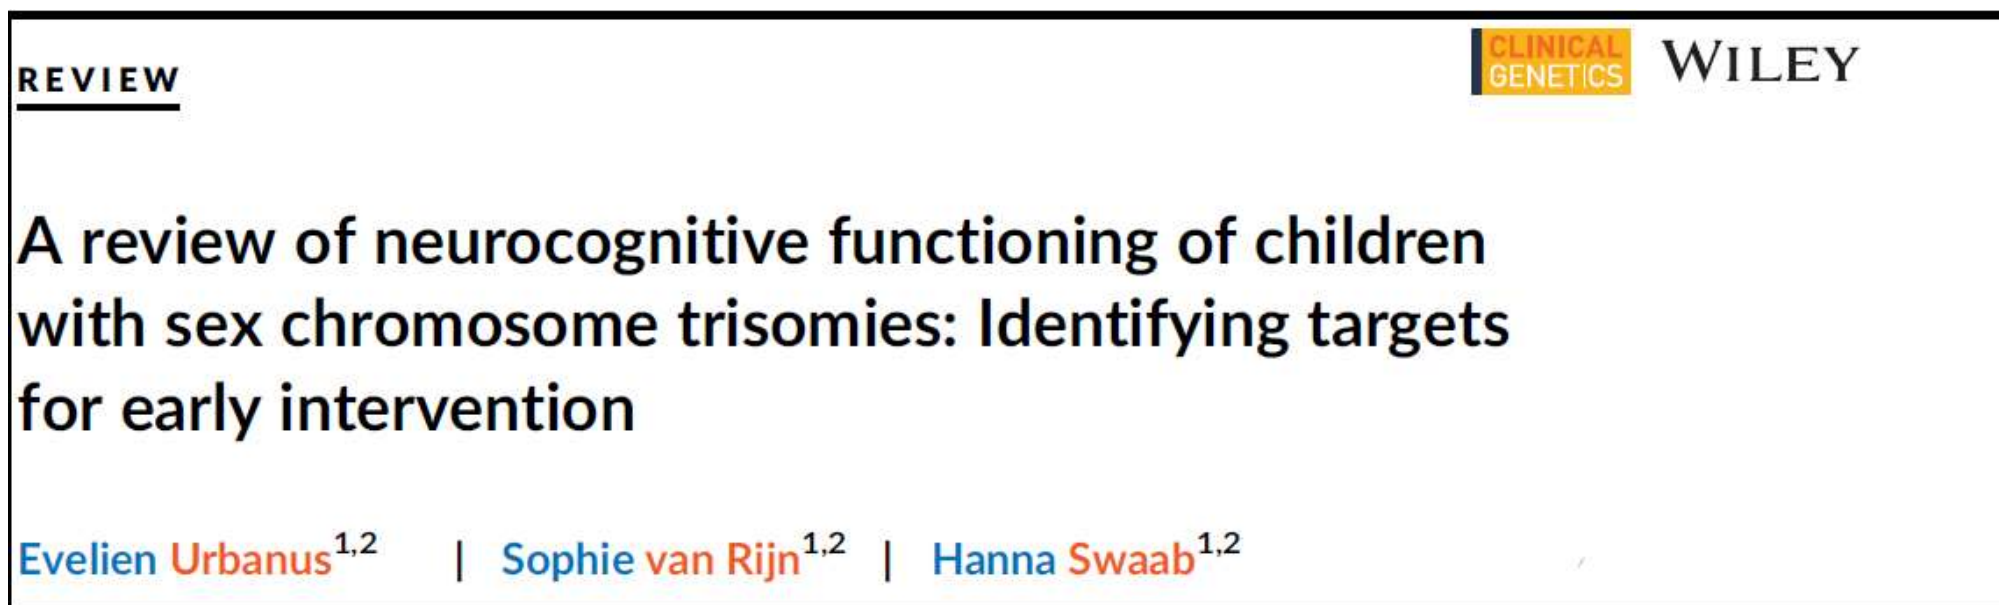 REVIEW
CLINICAL
GENETICS
WILEY
A review of neurocognitive functioning of children
with sex chromosome trisomies: Identifying targets
for early intervention
Evelien Urbanus1,2 | Sophie van Rijn1,2 | Hanna Swaab1,2